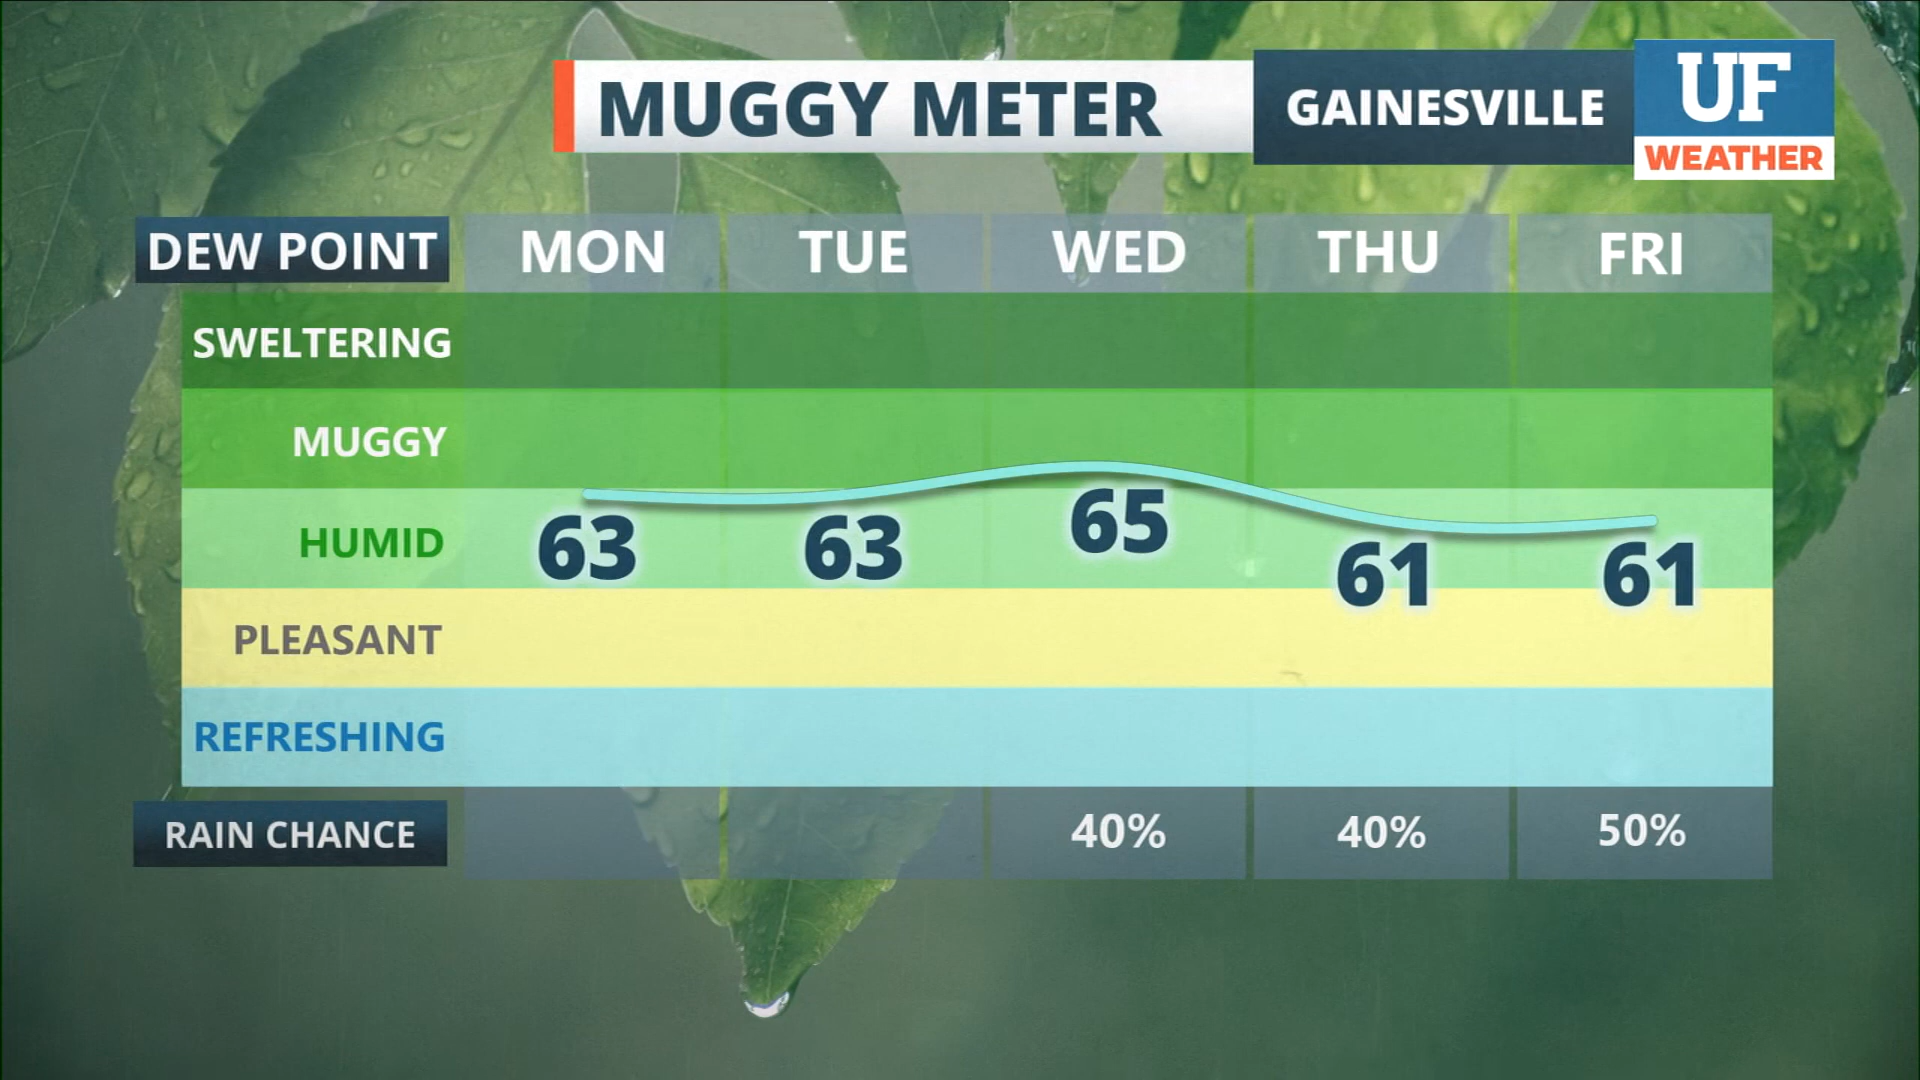 MUGGY METER
GAINESVILLE
UF
WEATHER
DEW POINT MON TUE WED THU FRI
SWELTERING
MUGGY
HUMID
63 63 65 61 61
PLEASANT
REFRESHING
RAIN CHANCE 40% 40% 50%